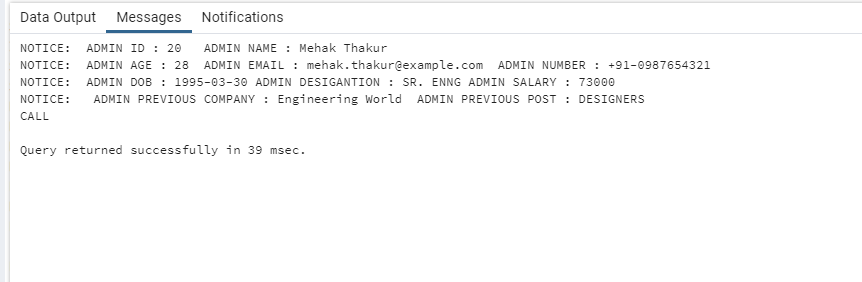 Data Output Messages Notifications
NOTICE:  ADMIN ID : 20   ADMIN NAME : Mehak Thakur
NOTICE:  ADMIN AGE : 28  ADMIN EMAIL : mehak.thakur@example.com  ADMIN NUMBER : +91-0987654321
NOTICE:  ADMIN DOB : 1995-03-30 ADMIN DESIGANTION : SR. ENNG ADMIN SALARY : 73000
NOTICE:   ADMIN PREVIOUS COMPANY : Engineering World  ADMIN PREVIOUS POST : DESIGNERS
CALL
Query returned successfully in 39 msec.